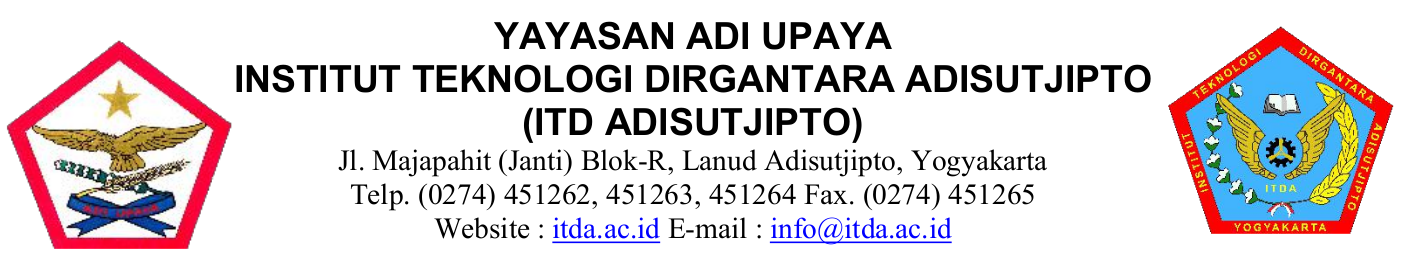 YAYASAN ADI UPAYA
INSTITUT TEKNOLOGI DIRGANTARA ADISUTJIPTO
(ITD ADISUTJIPTO)
Jl. Majapahit (Janti) Blok-R, Lanud Adisutjipto, Yogyakarta
Telp. (0274) 451262, 451263, 451264 Fax. (0274) 451265
Website : itda.ac.id E-mail : info@itda.ac.id
ADI UPAYA
INSTITUT TEKNOLOGI DIRGANTARA ADISUTJIPTO
ITDA
YOGYAKARTA